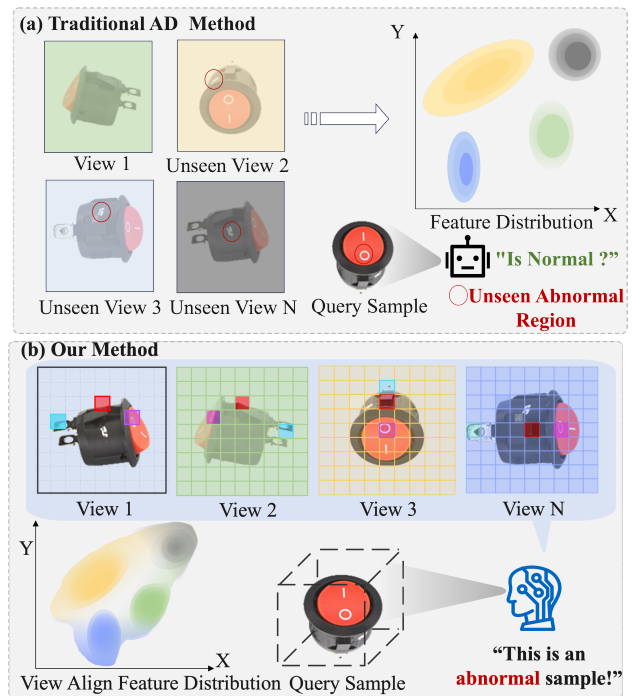 (a) Traditional AD Method
View 1
Unseen View 2
Unseen View 3
Unseen View N
Y
X
Feature Distribution
Query Sample
"Is Normal ?”
Unseen Abnormal
Region
(b) Our Method
View 1
View 2
View 3
View N
Y
X
View Align Feature Distribution
Query Sample
“This is an
abnormal sample!”